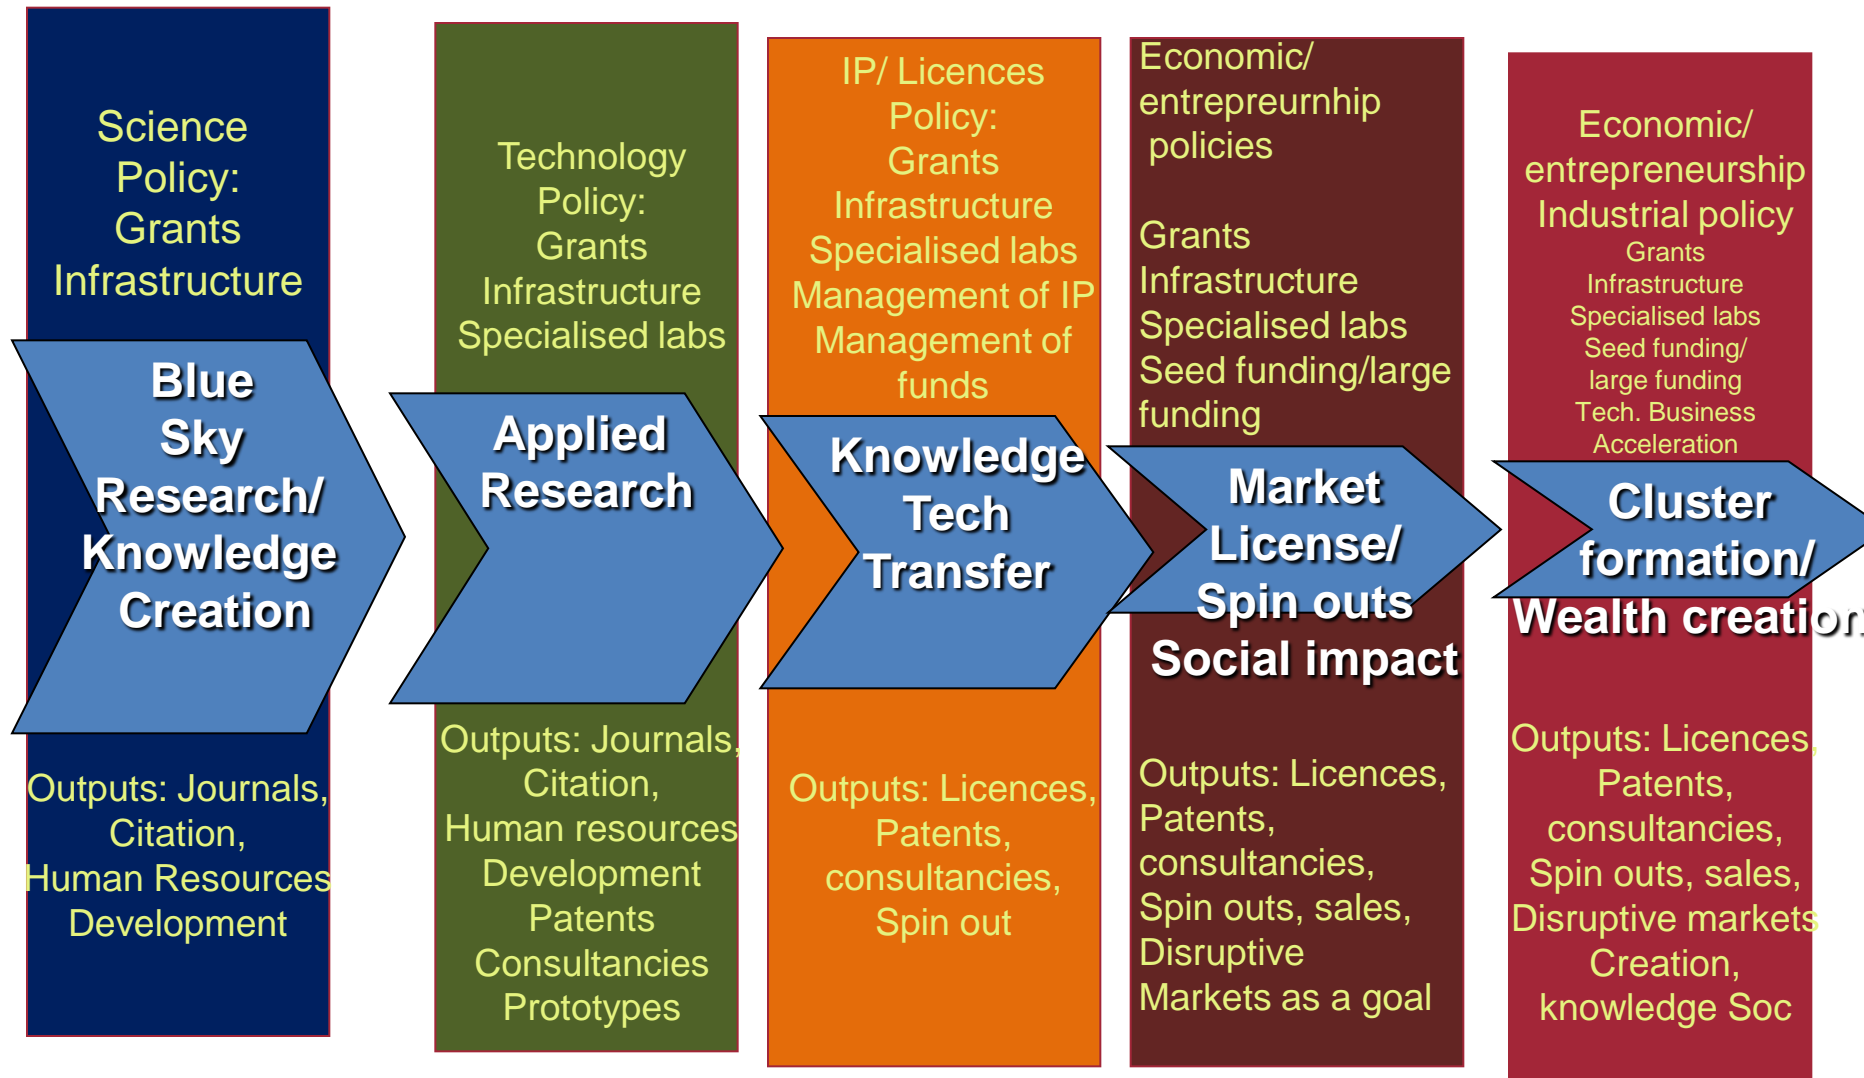 Science
Policy:
Grants
Infrastructure
Blue
Sky
Research/
Knowledge
Creation
Outputs: Journals,
Citation,
Human Resources
Development
Technology
Policy:
Grants
Infrastructure
Specialised labs
Applied
Research
Outputs: Journals,
Citation,
Human resources
Development
Patents
Consultancies
Prototypes
IP/ Licences
Policy:
Grants
Infrastructure
Specialised labs
Management of IP
Management of
funds
Knowledge
Tech
Transfer
Outputs: Licences,
Patents,
consultancies,
Spin out
Economic/
entrepreurnhip
policies
Grants
Infrastructure
Specialised labs
Seed funding/large
funding
Market
License/
Spin outs
Social impact
Outputs: Licences,
Patents,
consultancies,
Spin outs, sales,
Disruptive
Markets as a goal
Economic/
entrepreneurship
Industrial policy
Grants
Infrastructure
Specialised labs
Seed funding/
large funding
Tech. Business
Acceleration
Cluster
formation/
Wealth creation
Outputs: Licences,
Patents,
consultancies,
Spin outs, sales,
Disruptive markets
Creation,
knowledge Soc